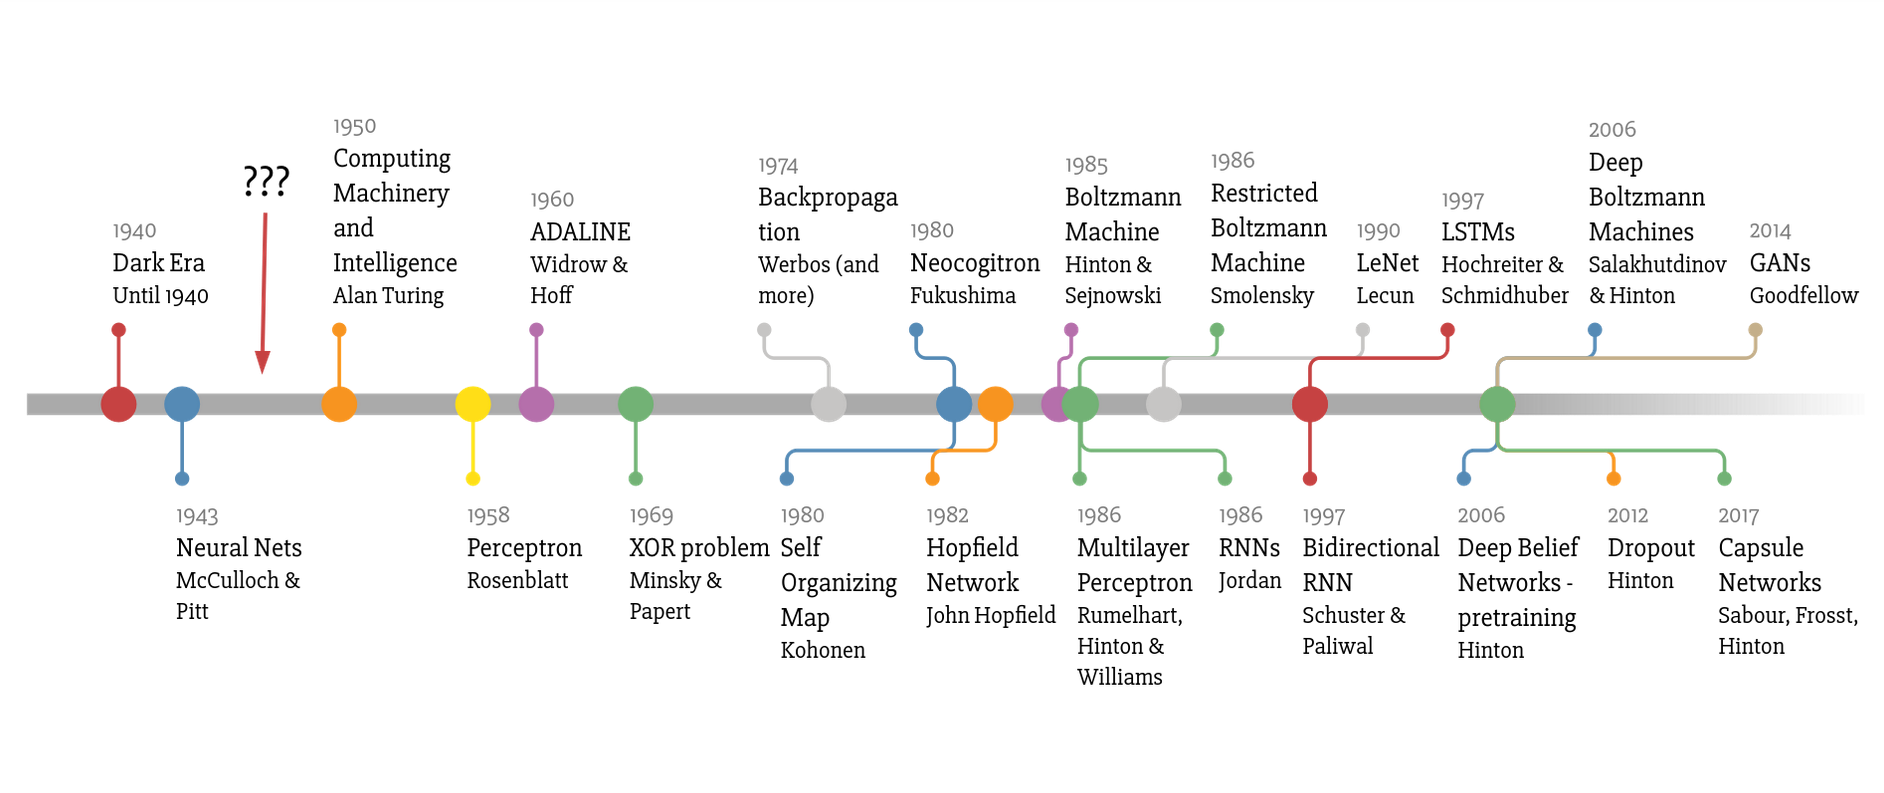 1940
Dark Era
Until 1940
???
1950
Computing
Machinery
and
Intelligence
Alan Turing
1960
ADALINE
Widrow &
Hoff
1974
Backpropaga
tion
Werbos (and
more)
1980
Neocogitron
Fukushima
1985
Boltzmann
Machine
Hinton &
Sejnowski
1986
Restricted
Boltzmann
Machine
Smolensky
1990
LeNet
Lecun
1997
LSTMs
Hochreiter &
Schmidhuber
2006
Deep
Boltzmann
Machines
Salakhutdinov
& Hinton
2014
GANs
Goodfellow
1943
Neural Nets
McCulloch &
Pitt
1958
Perceptron
Rosenblatt
1969
XOR problem
Minsky &
Papert
1980
Self
Organizing
Map
Kohonen
1982
Hopfield
Network
John Hopfield
1986
Multilayer
Perceptron
Rumelhart,
Hinton &
Williams
1986
RNNs
Jordan
1997
Bidirectional
RNN
Schuster &
Paliwal
2006
Deep Belief
Networks -
pretraining
Hinton
2012
Dropout
Hinton
2017
Capsule
Networks
Sabour, Frosst,
Hinton